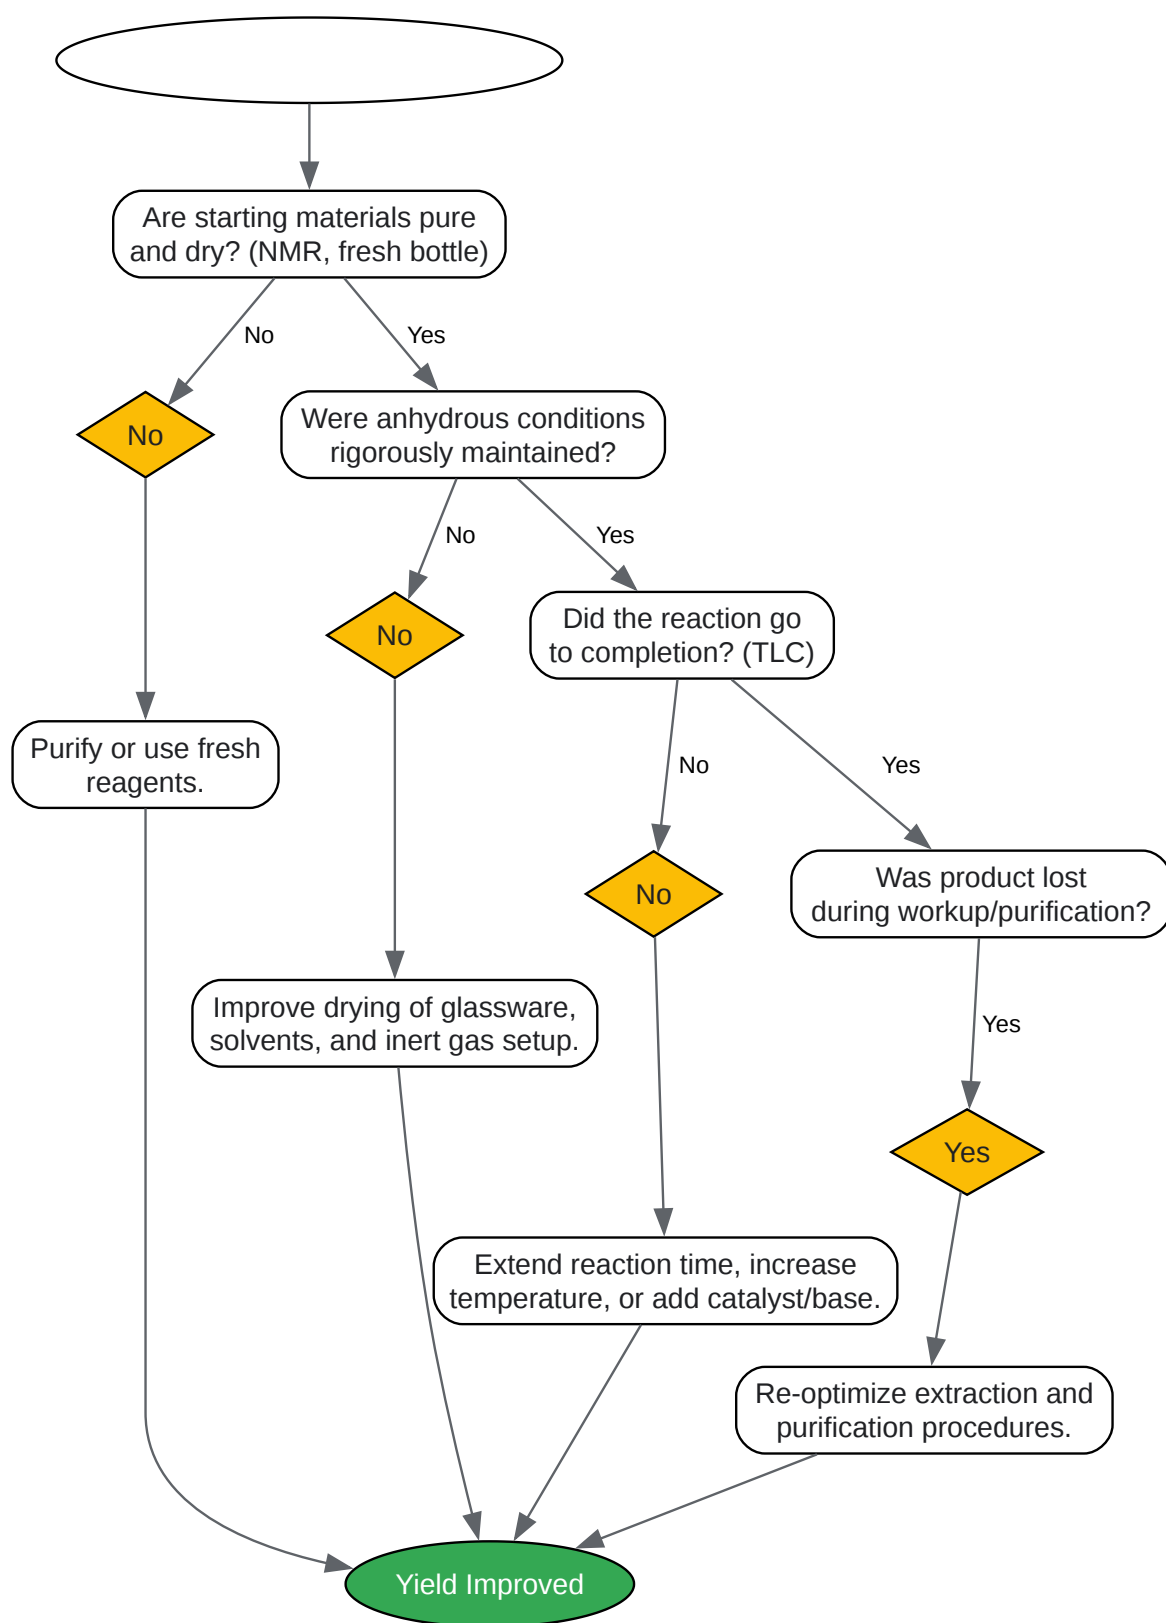 Are starting materials pure
and dry? (NMR, fresh bottle)
No
Yes
No
Were anhydrous conditions
rigorously maintained?
No
Yes
No
Did the reaction go
to completion? (TLC)
Purify or use fresh
reagents.
No
Yes
No
Was product lost
during workup/purification?
Improve drying of glassware,
solvents, and inert gas setup.
Yes
Yes
Extend reaction time, increase
temperature, or add catalyst/base.
Re-optimize extraction and
purification procedures.
Yield Improved